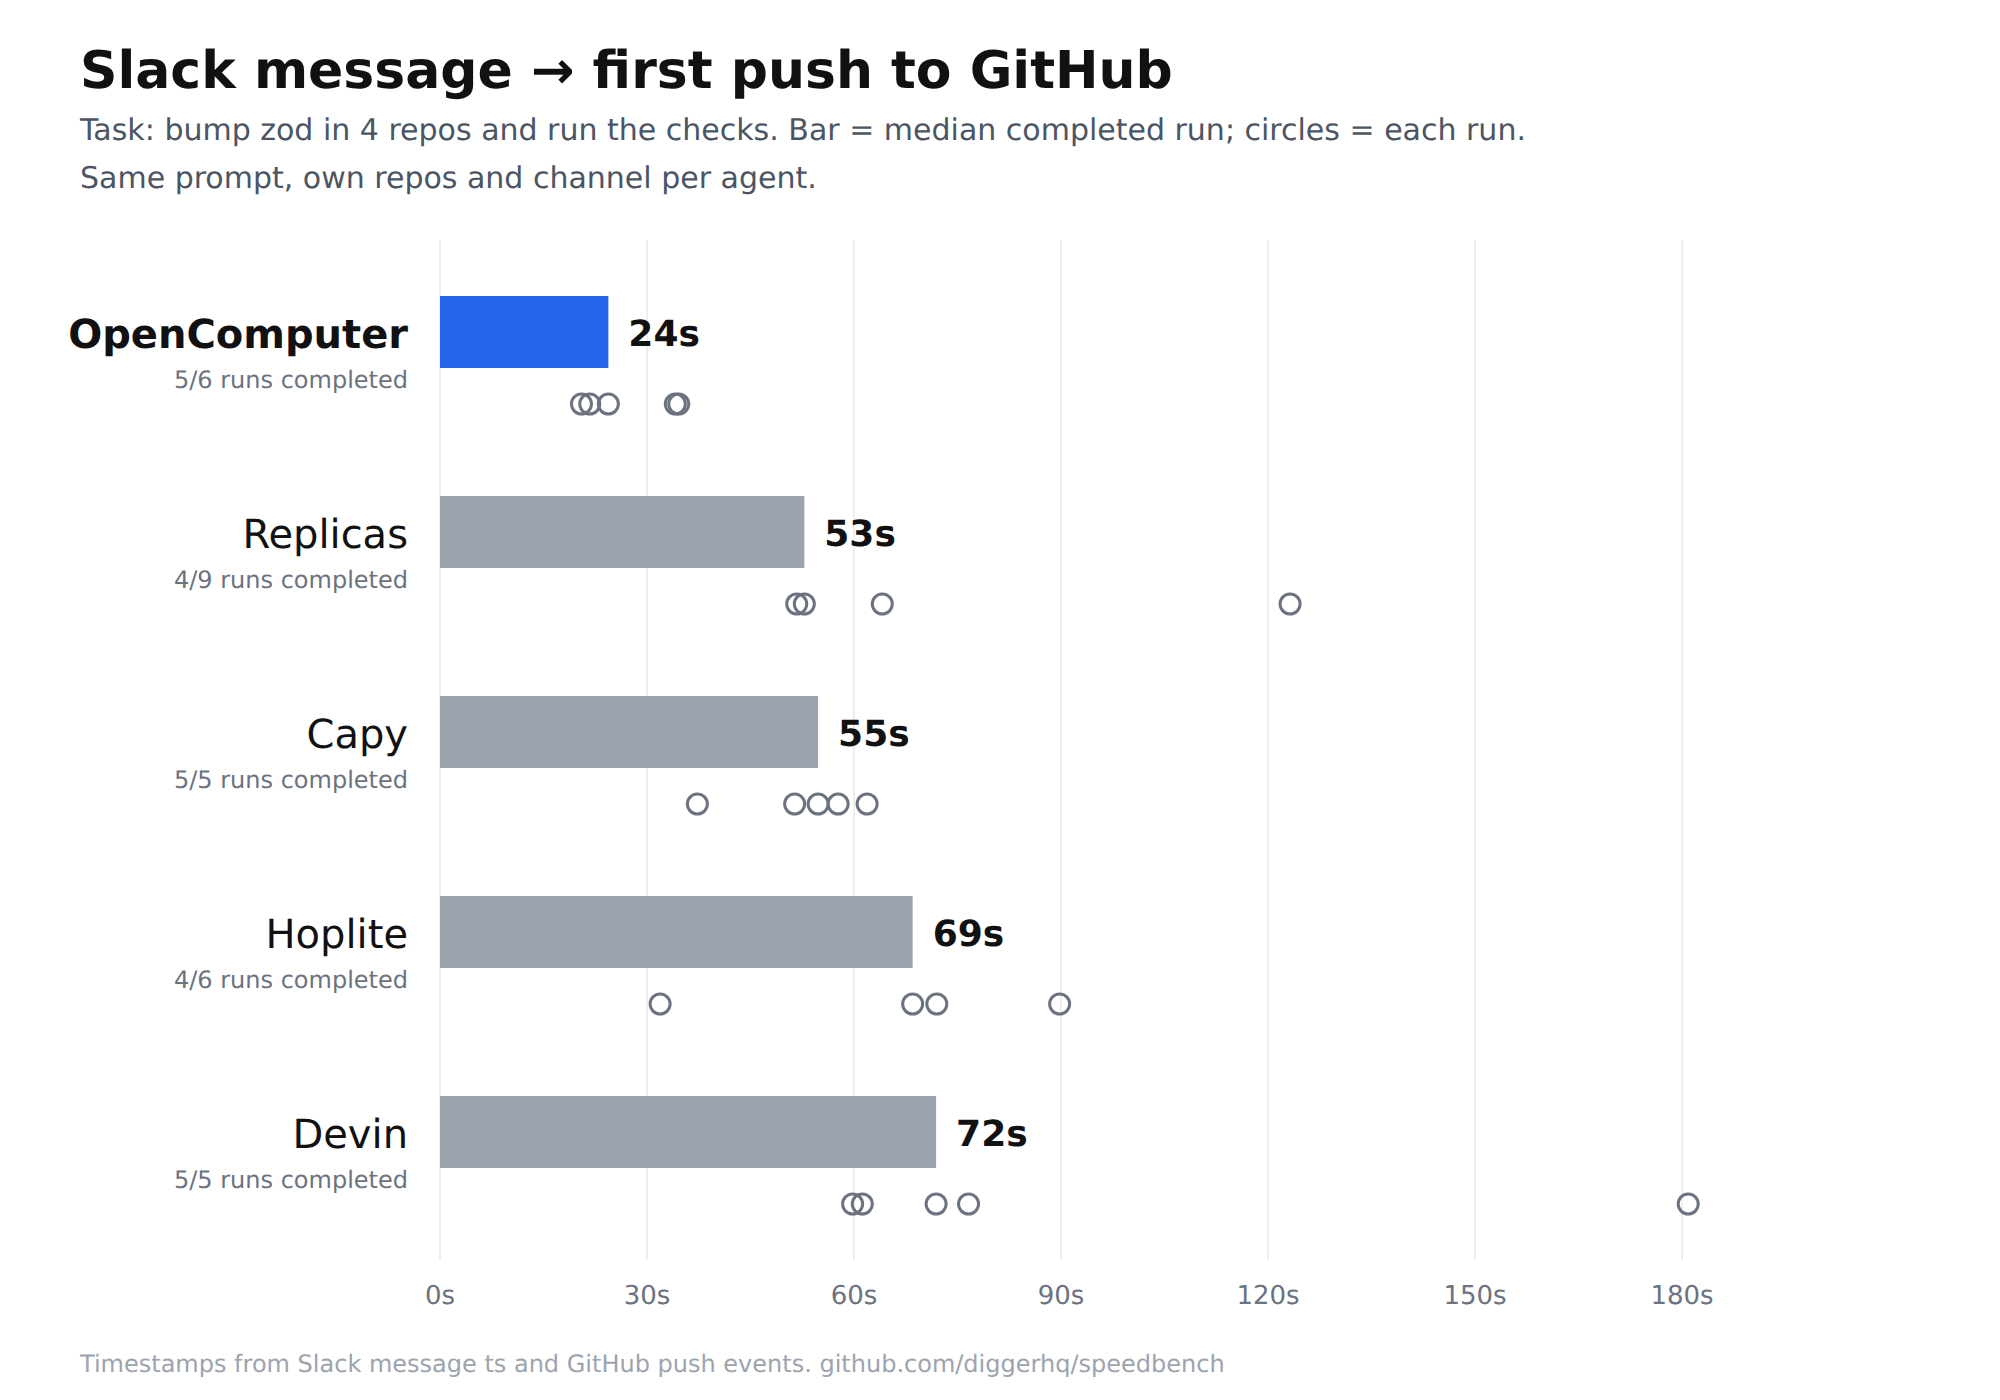 Slack message → first push to GitHub
Task: bump zod in 4 repos and run the checks. Bar = median completed run; circles = each run.
Same prompt, own repos and channel per agent.
OpenComputer
24s
5/6 runs completed
Replicas
53s
4/9 runs completed
Capy
55s
5/5 runs completed
Hoplite
69s
4/6 runs completed
Devin
72s
5/5 runs completed
0s 30s 60s 90s 120s 150s 180s
Timestamps from Slack message ts and GitHub push events. github.com/diggerhq/speedbench